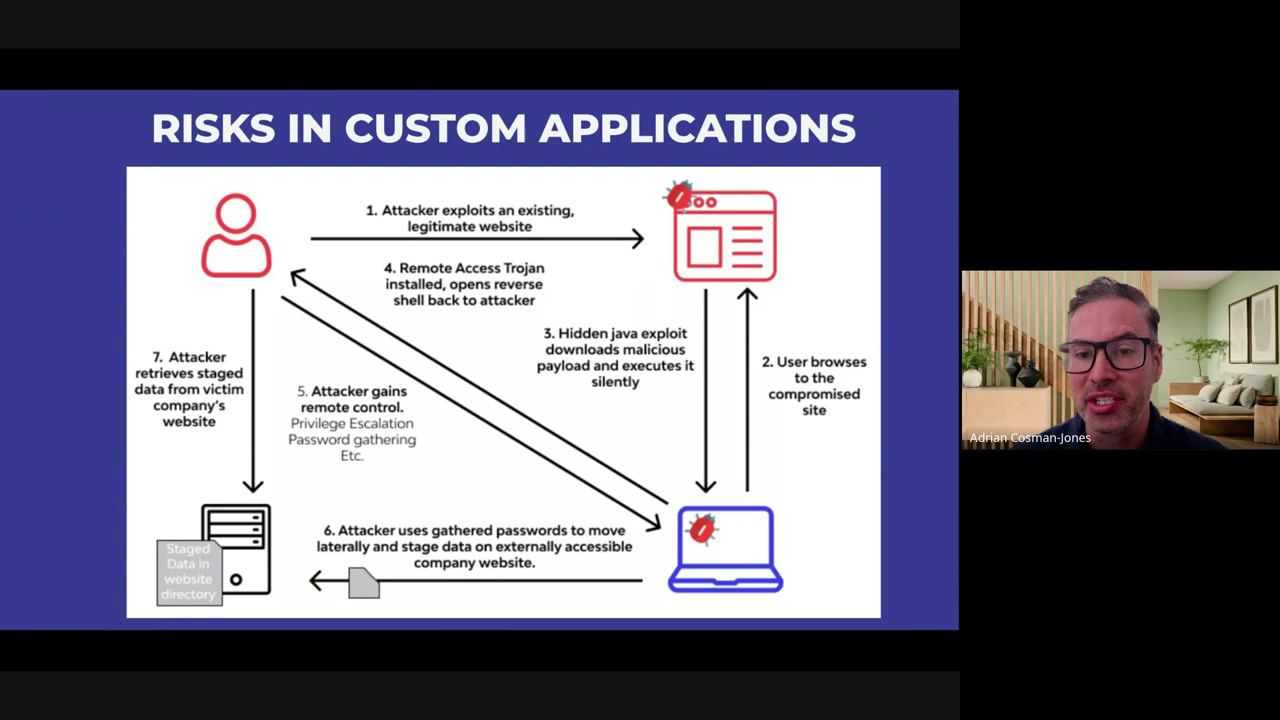 RISKS IN CUSTOM APPLICATIONS
1. Attacker exploits an existing,
legitimate website
4. Remote Access Trojan
installed, opens reverse
shell back to attacker
3. Hidden java exploit
downloads malicious
payload and executes it
silently
2. User browses
to the
compromised
site
7. Attacker
retrieves staged
data from victim
company's
website
5. Attacker gains
remote control.
Privilege Escalation
Password gathering
Etc.
6. Attacker uses gathered passwords to move
laterally and stage data on externally accessible
company website.
Staged
Data in
website
directory
Adrian Cosman-Jones